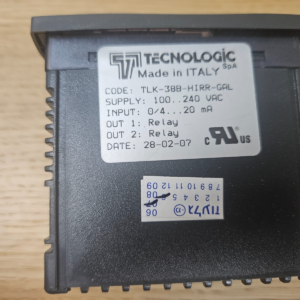 TECNOLOGIC
SpA
Made in ITALY
CODE: TLK-38B-HIRR-GAL
SUPPLY: 100..240 VAC
INPUT: 0/4...20 mA
OUT 1: Relay
OUT 2: Relay
DATE: 28-02-07
C US
06
08
1 2 3 4 5
7 8 9 10 11 12 09